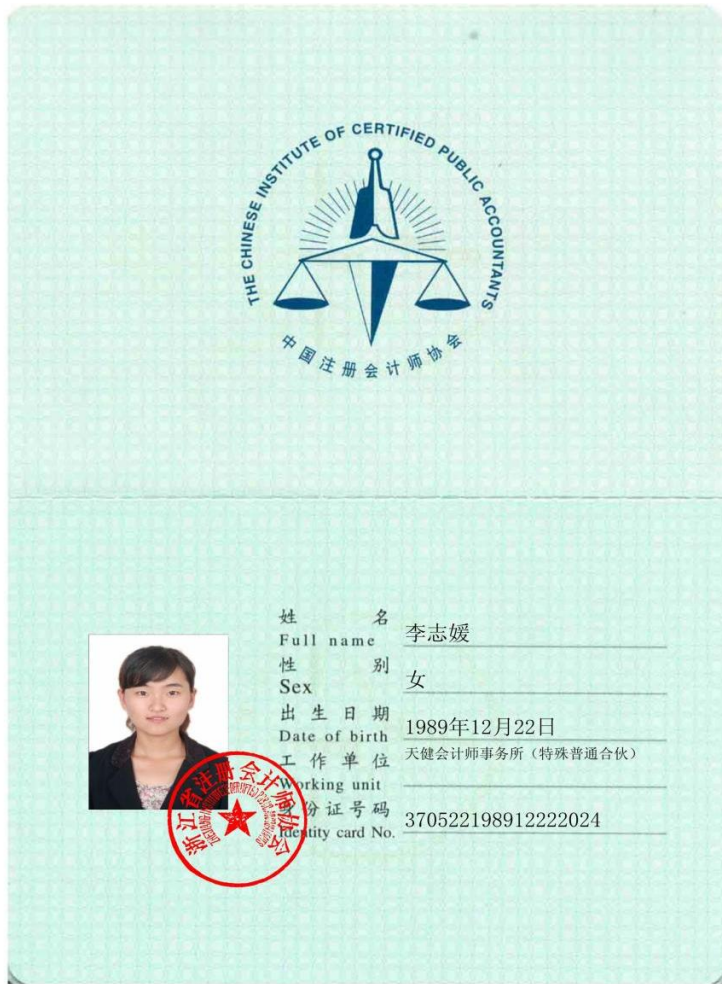 THE CHINESE INSTITUTE OF CERTIFIED PUBLIC ACCOUNTANTS
中国注册会计师协会
姓 名
Full name
李志媛
性 别
Sex
女
出生日期
Date of birth
1989年12月22日
工作单位
Working unit
天健会计师事务所（特殊普通合伙）
身份证号码
Identity card No.
370522198912222024
浙江省注册会计师协会